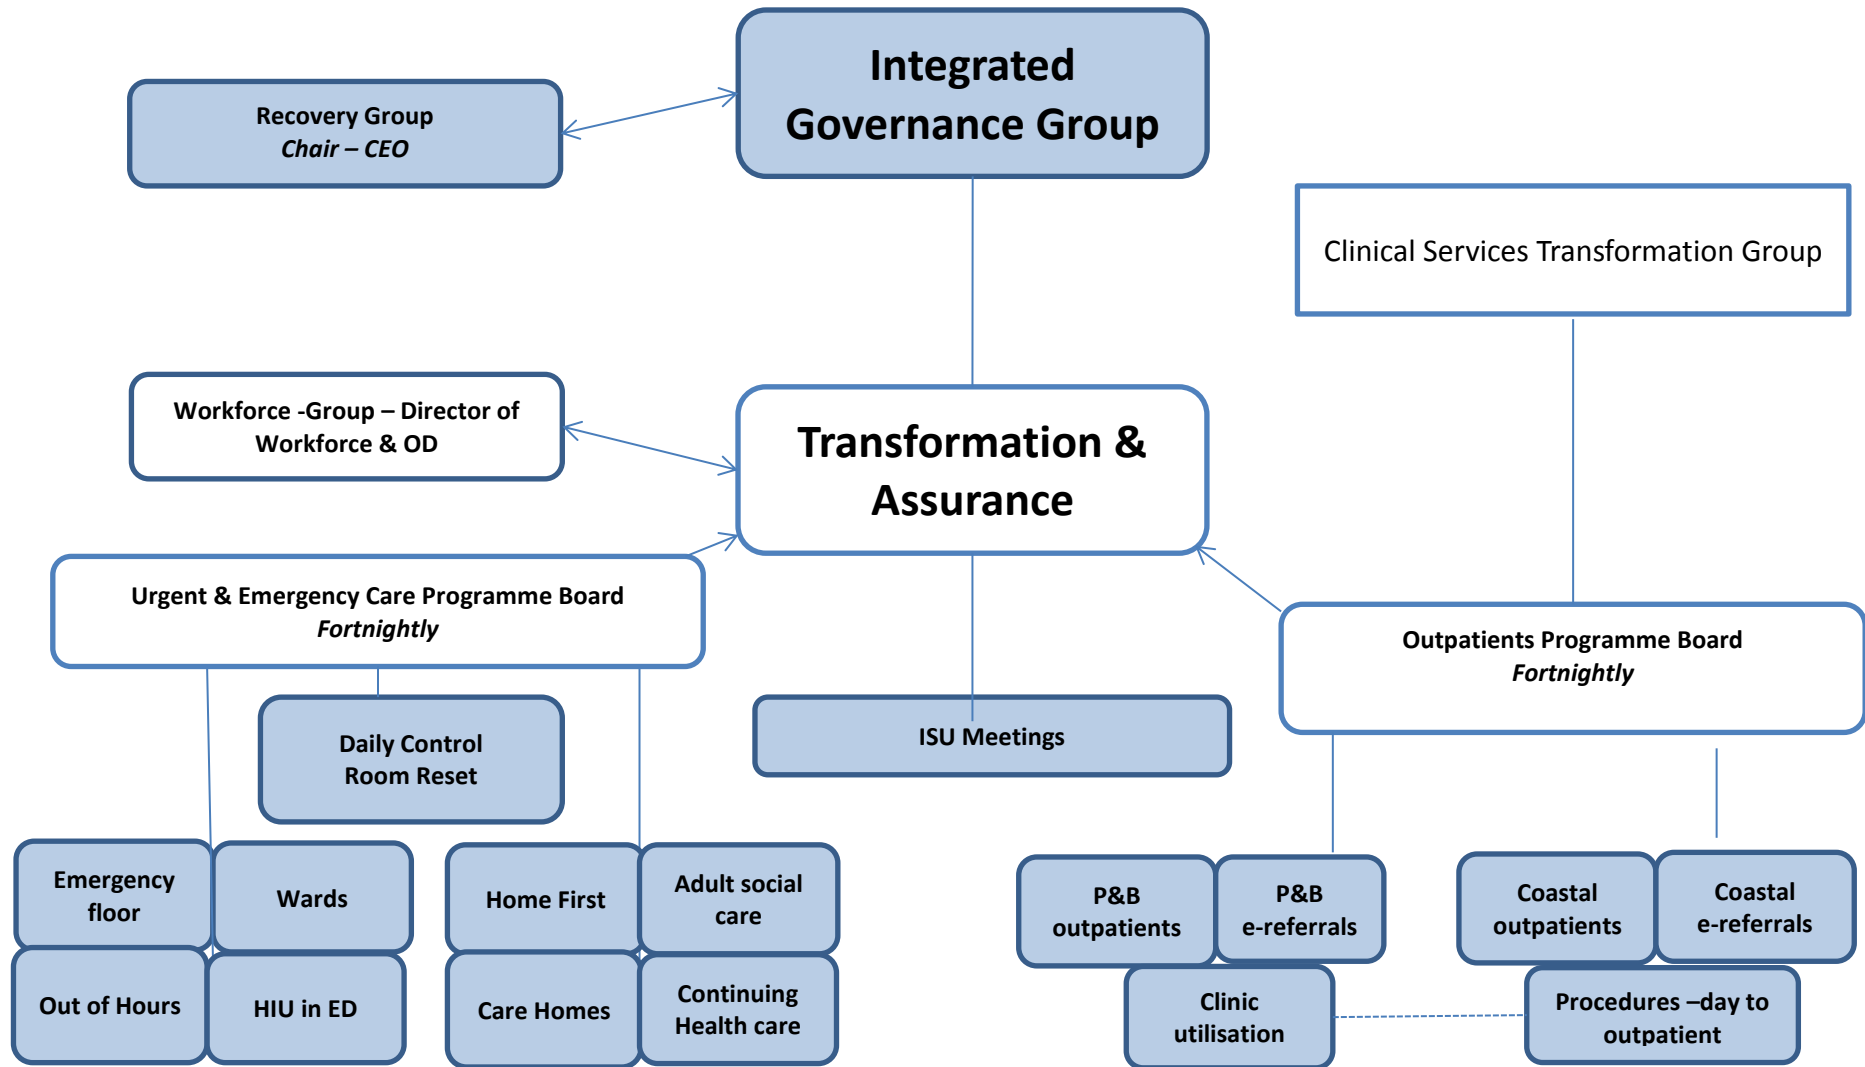 Integrated
Governance Group
Recovery Group
Chair – CEO
Clinical Services Transformation Group
Workforce -Group – Director of
Workforce & OD
Transformation &
Assurance
Urgent & Emergency Care Programme Board
Fortnightly
Outpatients Programme Board
Fortnightly
Daily Control
Room Reset
ISU Meetings
Emergency
floor
Wards
Home First
Adult social
care
P&B
outpatients
P&B
e-referrals
Coastal
outpatients
Coastal
e-referrals
Out of Hours
HIU in ED
Care Homes
Continuing
Health care
Clinic
utilisation
Procedures –day to
outpatient